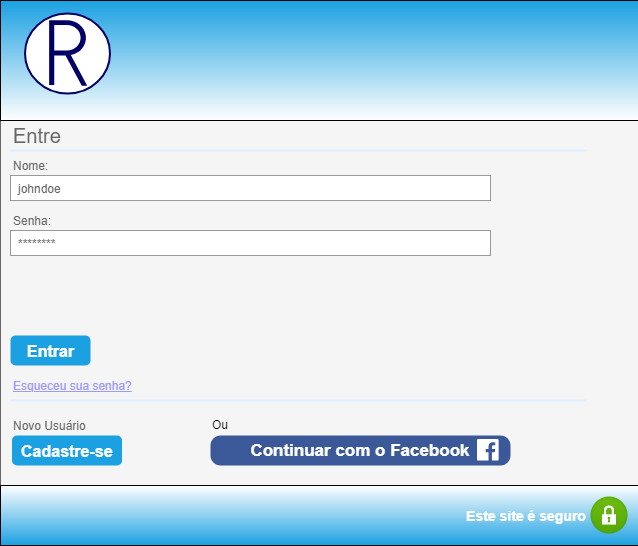 R
Entre
Nome:
johndoe
Senha:
********
Entrar
Esqueceu sua senha?
Novo Usuário
Ou
Cadastre-se
Continuar com o Facebook
Este site é seguro